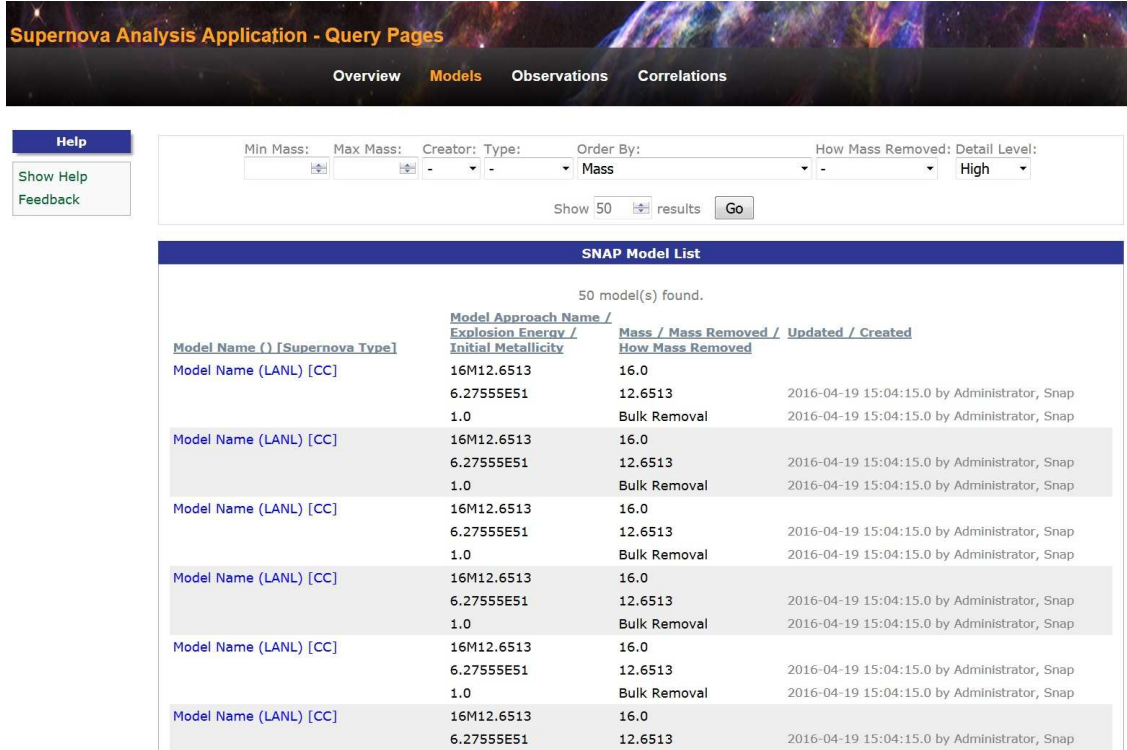 Supernova Analysis Application - Query Pages
Overview Models Observations Correlations
Help
Show Help
Feedback
Min Mass: Max Mass: Creator: Type: Order By: How Mass Removed: Detail Level:
- - Mass - High
Show 50 results Go
SNAP Model List
50 model(s) found.
Model Name () [Supernova Type] Model Approach Name / Explosion Energy / Initial Metallicity Mass / Mass Removed / How Mass Removed Updated / Created
Model Name (LANL) [CC] 16M12.6513 16.0
6.27555E51 12.6513 2016-04-19 15:04:15.0 by Administrator, Snap
1.0 Bulk Removal 2016-04-19 15:04:15.0 by Administrator, Snap
Model Name (LANL) [CC] 16M12.6513 16.0
6.27555E51 12.6513 2016-04-19 15:04:15.0 by Administrator, Snap
1.0 Bulk Removal 2016-04-19 15:04:15.0 by Administrator, Snap
Model Name (LANL) [CC] 16M12.6513 16.0
6.27555E51 12.6513 2016-04-19 15:04:15.0 by Administrator, Snap
1.0 Bulk Removal 2016-04-19 15:04:15.0 by Administrator, Snap
Model Name (LANL) [CC] 16M12.6513 16.0
6.27555E51 12.6513 2016-04-19 15:04:15.0 by Administrator, Snap
1.0 Bulk Removal 2016-04-19 15:04:15.0 by Administrator, Snap
Model Name (LANL) [CC] 16M12.6513 16.0
6.27555E51 12.6513 2016-04-19 15:04:15.0 by Administrator, Snap
1.0 Bulk Removal 2016-04-19 15:04:15.0 by Administrator, Snap
Model Name (LANL) [CC] 16M12.6513 16.0
6.27555E51 12.6513 2016-04-19 15:04:15.0 by Administrator, Snap